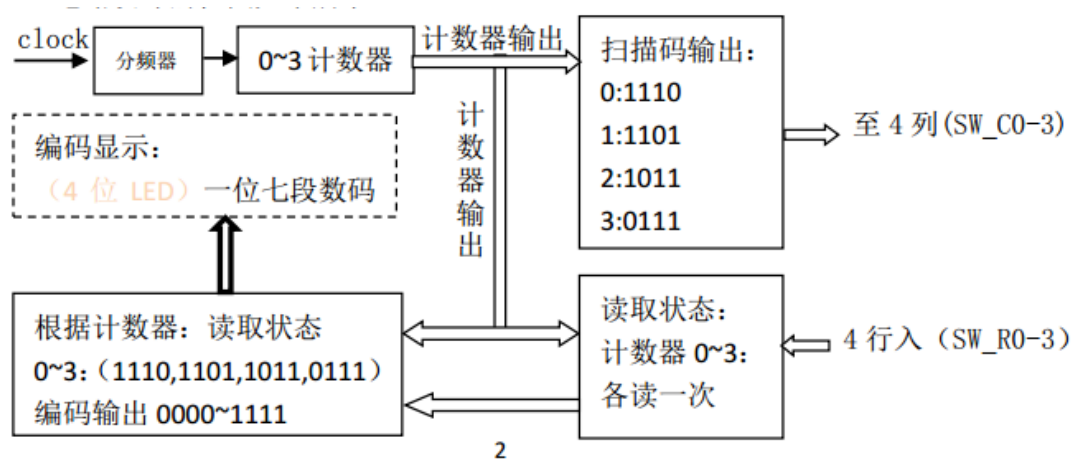 clock
分频器
0~3 计数器
计数器输出
扫描码输出：
0:1110
1:1101
2:1011
3:0111
至 4 列(SW_C0-3)
计数器输出
编码显示：
（4 位 LED）一位七段数码
根据计数器：读取状态
0~3:（1110,1101,1011,0111）
编码输出 0000~1111
读取状态：
计数器 0~3:
各读一次
4 行入（SW_R0-3）
2